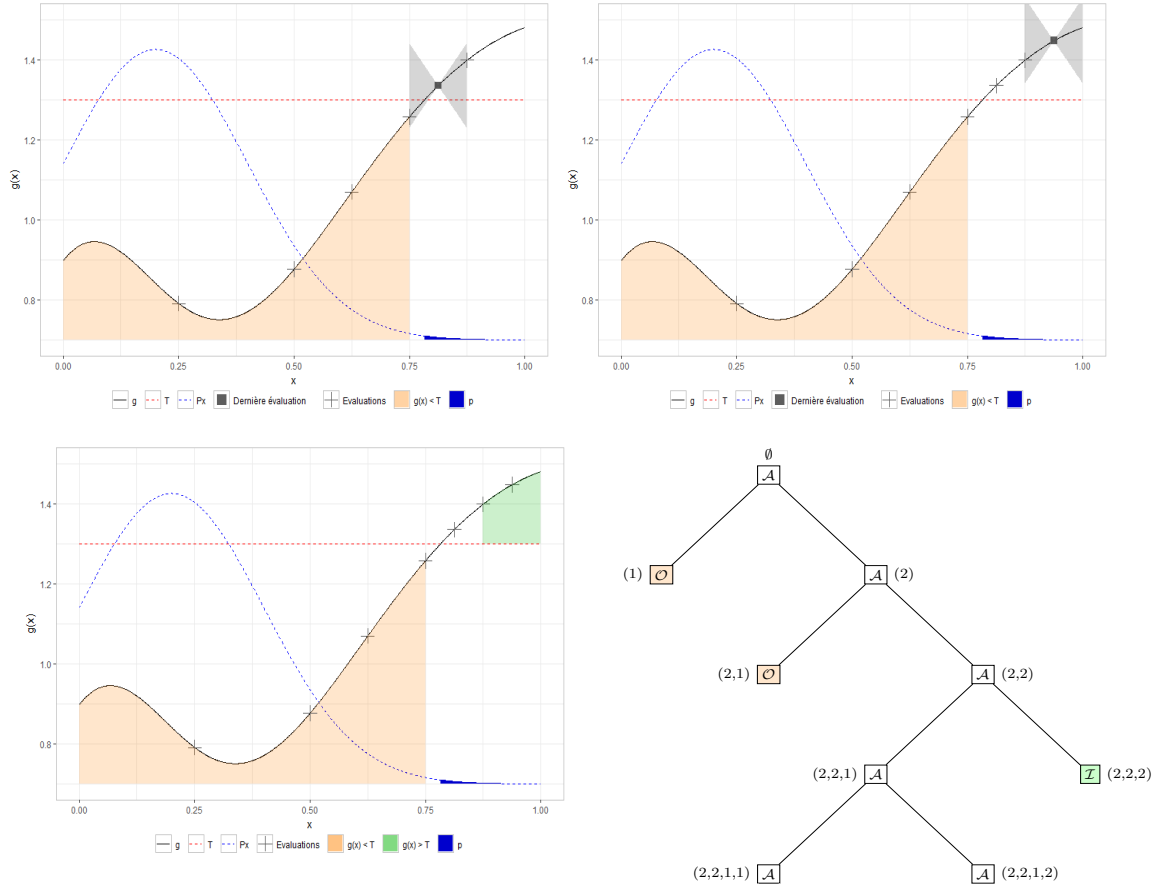 1.4
1.2
1.0
0.8
g(x)
0.00 0.25 0.50 0.75 1.00
x
g T Px Dernière évaluation Evaluations g(x) < T p
1.4
1.2
1.0
0.8
g(x)
0.00 0.25 0.50 0.75 1.00
x
g T Px Dernière évaluation Evaluations g(x) < T p
1.4
1.2
1.0
0.8
g(x)
0.00 0.25 0.50 0.75 1.00
x
g T Px Evaluations g(x) < T g(x) > T p
∅
𝒜
(1) 𝒪 𝒜 (2)
(2,1) 𝒪 𝒜 (2,2)
(2,2,1) 𝒜 ℐ (2,2,2)
(2,2,1,1) 𝒜 𝒜 (2,2,1,2)